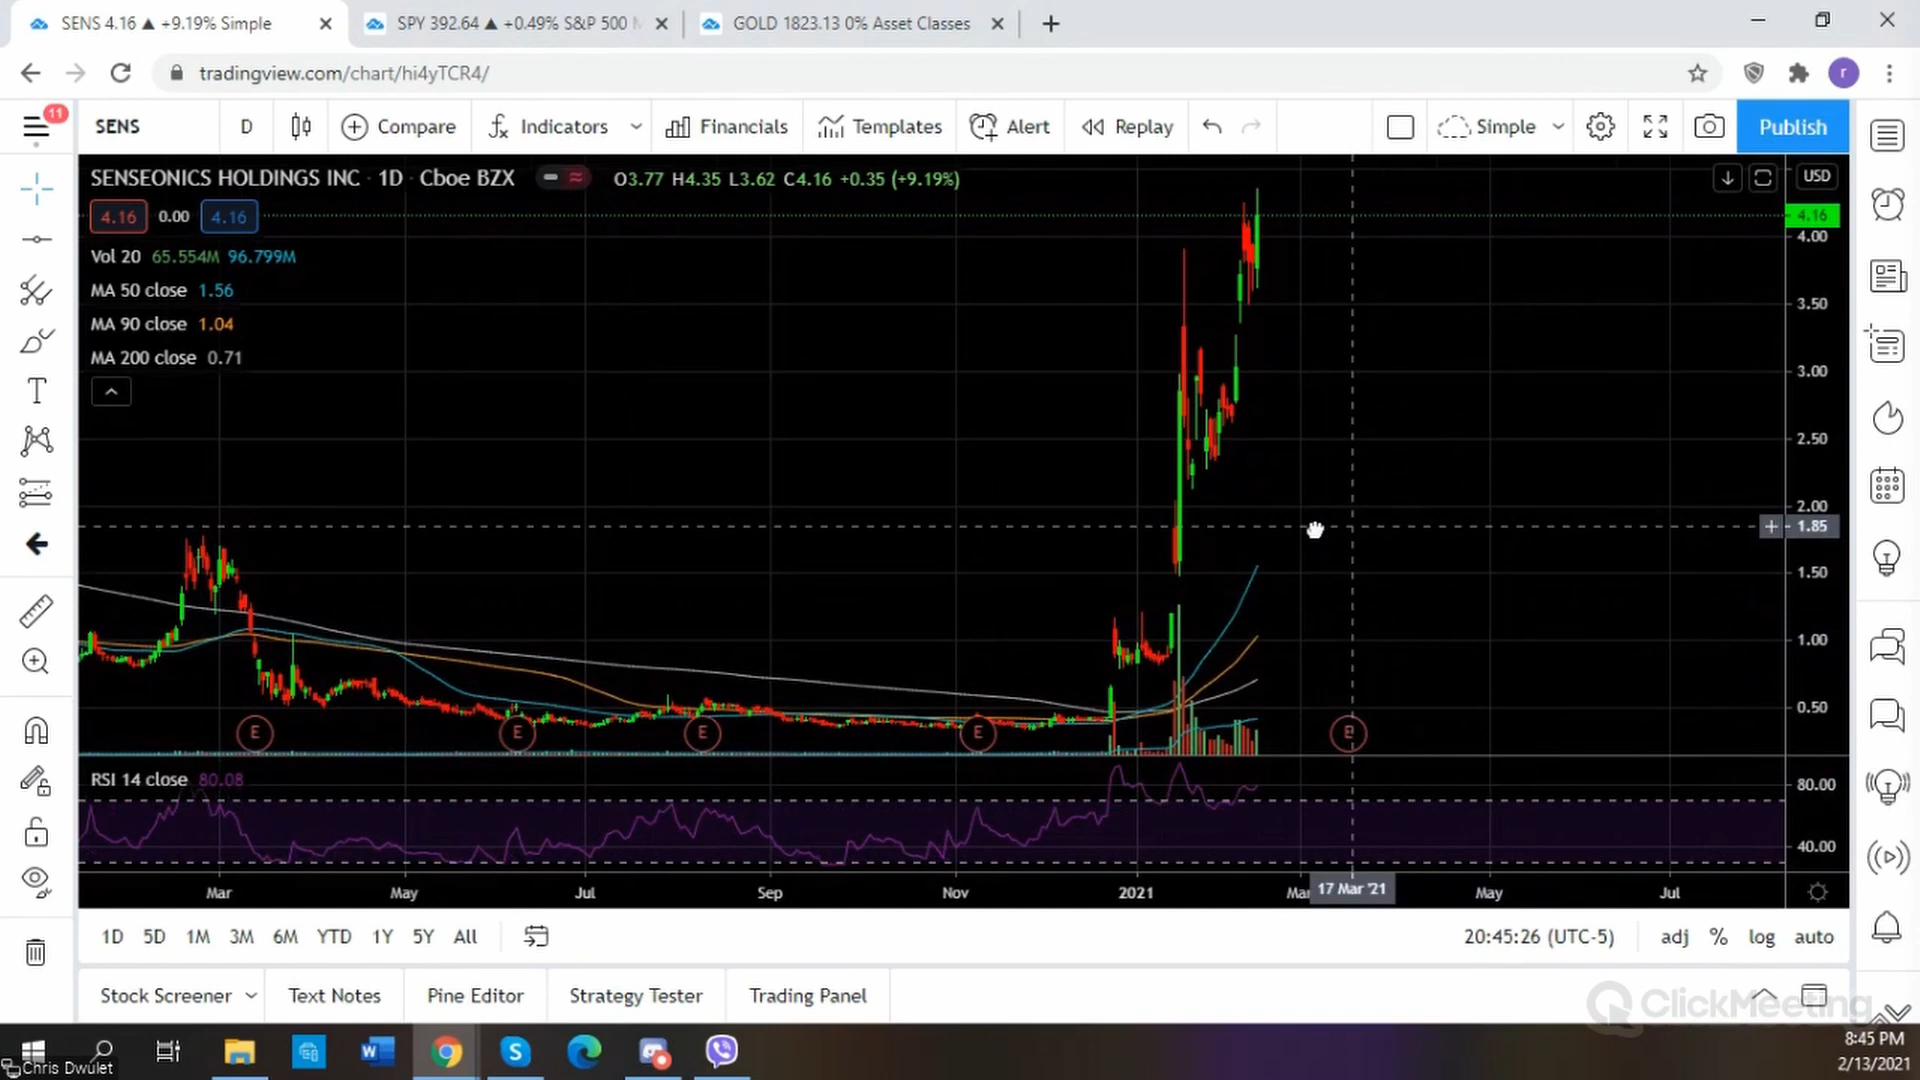 SENS 4.16 ▲ +9.19% Simple
SPY 392.64 ▲ +0.49% S&P 500
GOLD 1823.13 0% Asset Classes
tradingview.com/chart/hi4yTCR4/
r
11
SENS D Compare Indicators Financials Templates Alert Replay Simple Publish
SENSEONICS HOLDINGS INC · 1D · Cboe BZX O3.77 H4.35 L3.62 C4.16 +0.35 (+9.19%)
USD
4.16 0.00 4.16
4.16
4.00
Vol 20 65.554M 96.799M
MA 50 close 1.56
3.50
MA 90 close 1.04
MA 200 close 0.71
3.00
2.50
2.00
1.85
1.50
1.00
0.50
E E E E E
RSI 14 close 80.08
80.00
40.00
Mar May Jul Sep Nov 2021 Mar 17 Mar '21 May Jul
1D 5D 1M 3M 6M YTD 1Y 5Y All
20:45:26 (UTC-5) adj % log auto
Stock Screener Text Notes Pine Editor Strategy Tester Trading Panel
ClickMeeting
8:45 PM
Chris Dwulet
2/13/2021